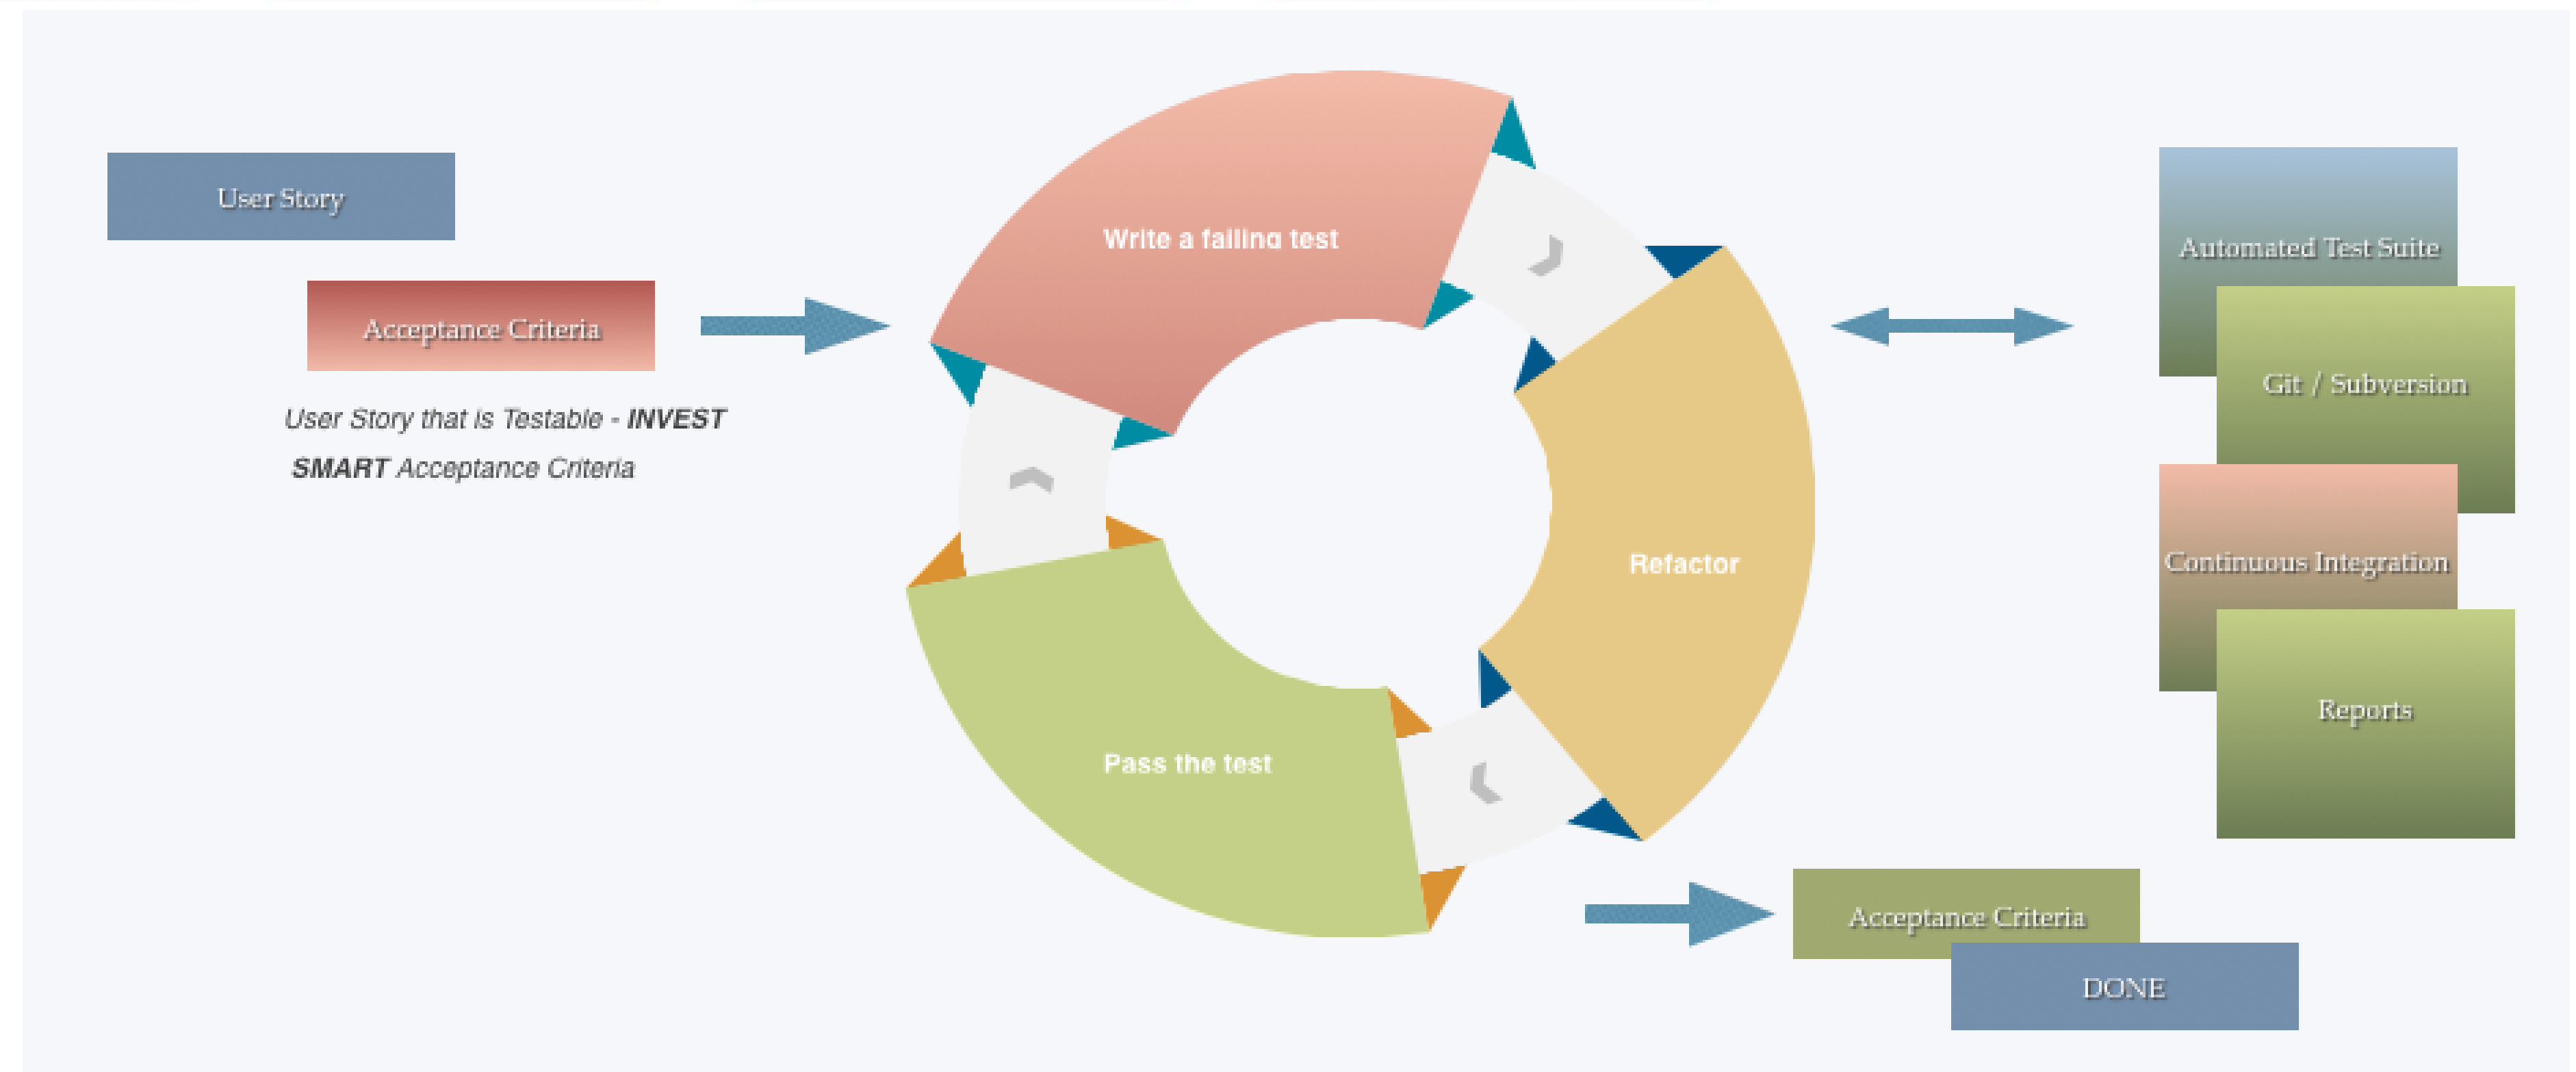 User Story
Acceptance Criteria
User Story that is Testable - INVEST
SMART Acceptance Criteria
Write a failing test
Refactor
Pass the test
Automated Test Suite
Git / Subversion
Continuous Integration
Reports
Acceptance Criteria
DONE